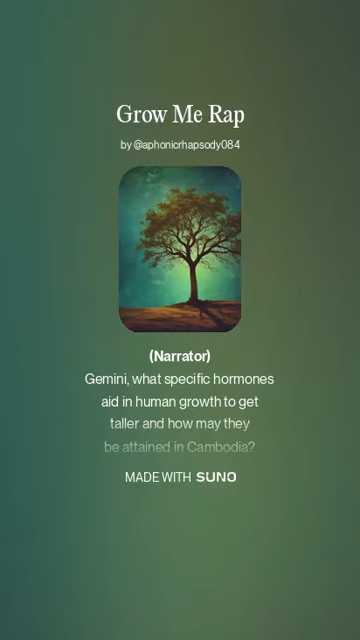 Grow Me Rap
by @aphonicrhapsody084
(Narrator)
Gemini, what specific hormones
aid in human growth to get
taller and how may they
be attained in Cambodia?
MADE WITH SUNO